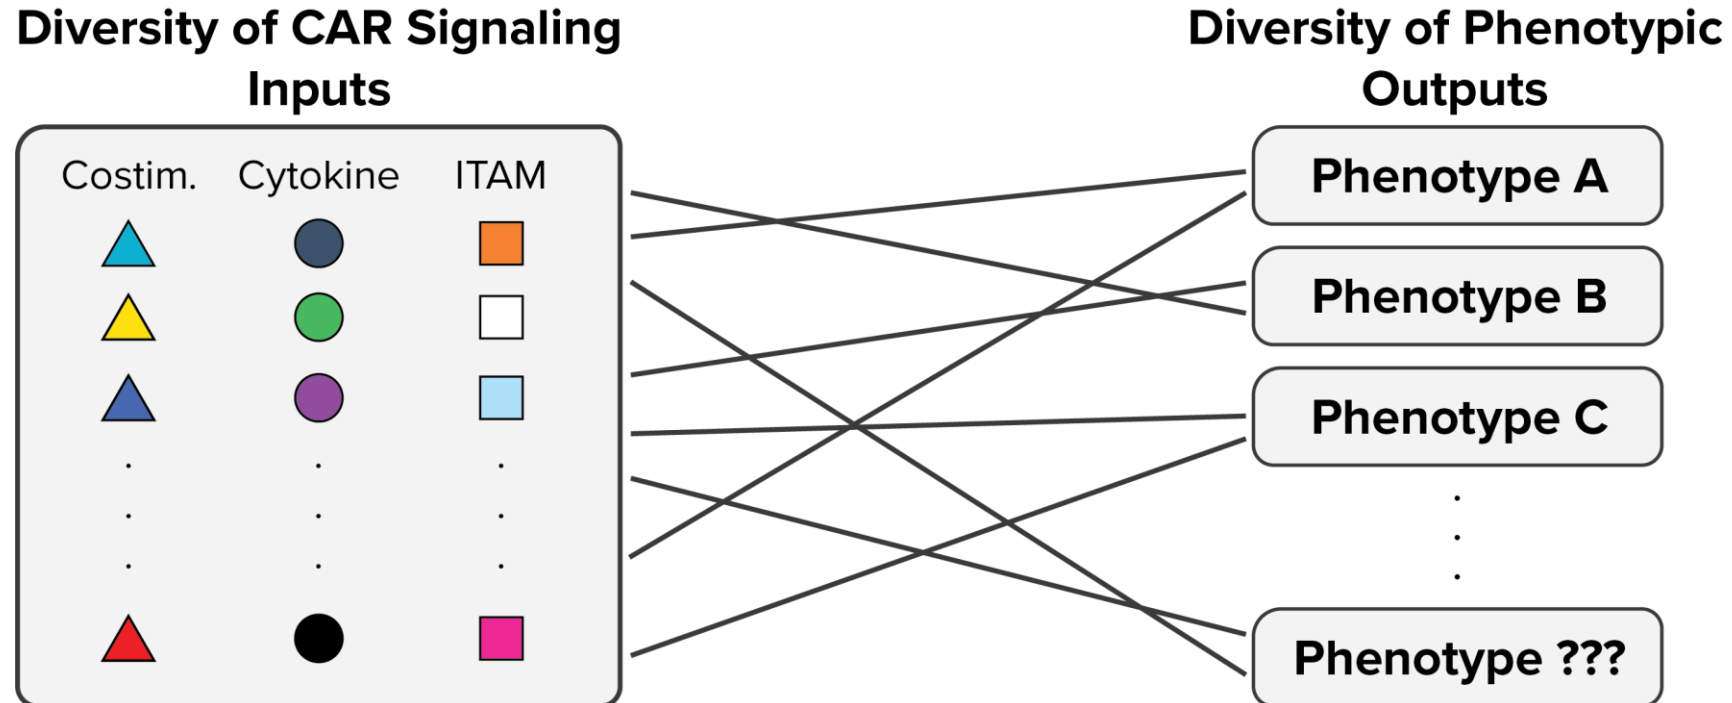 Diversity of CAR Signaling
Inputs
Costim. Cytokine ITAM
Diversity of Phenotypic
Outputs
Phenotype A
Phenotype B
Phenotype C
Phenotype ???